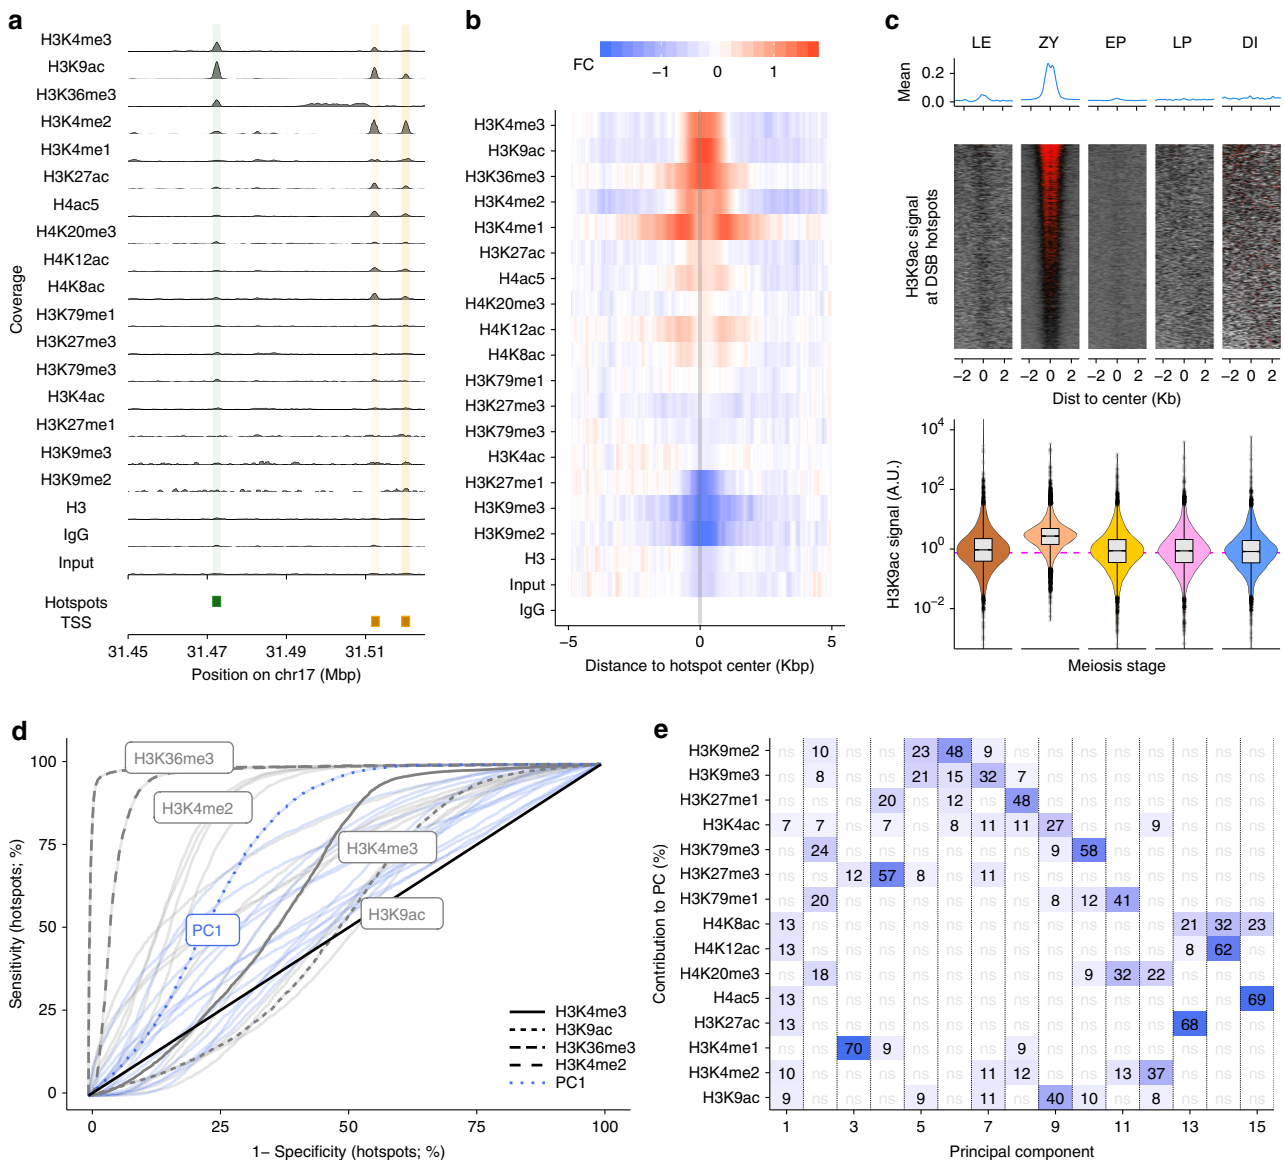 a
H3K4me3
H3K9ac
H3K36me3
H3K4me2
H3K4me1
H3K27ac
H4ac5
H4K20me3
H4K12ac
H4K8ac
H3K79me1
H3K27me3
H3K79me3
H3K4ac
H3K27me1
H3K9me3
H3K9me2
H3
IgG
Input
Coverage
Hotspots
TSS
31.45 31.47 31.49 31.51
Position on chr17 (Mbp)
b
FC
−1 0 1
H3K4me3
H3K9ac
H3K36me3
H3K4me2
H3K4me1
H3K27ac
H4ac5
H4K20me3
H4K12ac
H4K8ac
H3K79me1
H3K27me3
H3K79me3
H3K4ac
H3K27me1
H3K9me3
H3K9me2
H3
Input
IgG
−5 0 5
Distance to hotspot center (Kbp)
c
LE ZY EP LP DI
Mean
0.2
0.0
H3K9ac signal
at DSB hotspots
−2 0 2 −2 0 2 −2 0 2 −2 0 2 −2 0 2
Dist to center (Kb)
H3K9ac signal (A.U.)
10^4
10^2
10^0
10^−2
Meiosis stage
d
Sensitivity (hotspots; %)
100
75
50
25
0
H3K36me3
H3K4me2
H3K4me3
H3K9ac
PC1
H3K4me3
H3K9ac
H3K36me3
H3K4me2
PC1
0 25 50 75 100
1− Specificity (hotspots; %)
e
Contribution to PC (%)
H3K9me2 ns 10 ns ns 23 48 9 ns ns ns ns ns ns ns ns
H3K9me3 ns 8 ns ns 21 15 32 7 ns ns ns ns ns ns ns
H3K27me1 ns ns ns 20 ns 12 ns 48 ns ns ns ns ns ns ns
H3K4ac 7 7 ns 7 ns 8 11 11 27 ns ns 9 ns ns ns
H3K79me3 ns 24 ns ns ns ns ns ns 9 58 ns ns ns ns ns
H3K27me3 ns ns 12 57 8 ns 11 ns ns ns ns ns ns ns ns
H3K79me1 ns 20 ns ns ns ns ns ns 8 12 41 ns ns ns ns
H4K8ac 13 ns ns ns ns ns ns ns ns ns ns ns 21 32 23
H4K12ac 13 ns ns ns ns ns ns ns ns ns ns ns 8 62 ns
H4K20me3 ns 18 ns ns ns ns ns ns ns 9 32 22 ns ns ns
H4ac5 13 ns ns ns ns ns ns ns ns ns ns ns ns ns 69
H3K27ac 13 ns ns ns ns ns ns ns ns ns ns ns 68 ns ns
H3K4me1 ns ns 70 9 ns ns ns 9 ns ns ns ns ns ns ns
H3K4me2 10 ns ns ns ns ns 11 12 ns ns 13 37 ns ns ns
H3K9ac 9 ns ns ns 9 ns 11 ns 40 10 ns 8 ns ns ns
1 3 5 7 9 11 13 15
Principal component